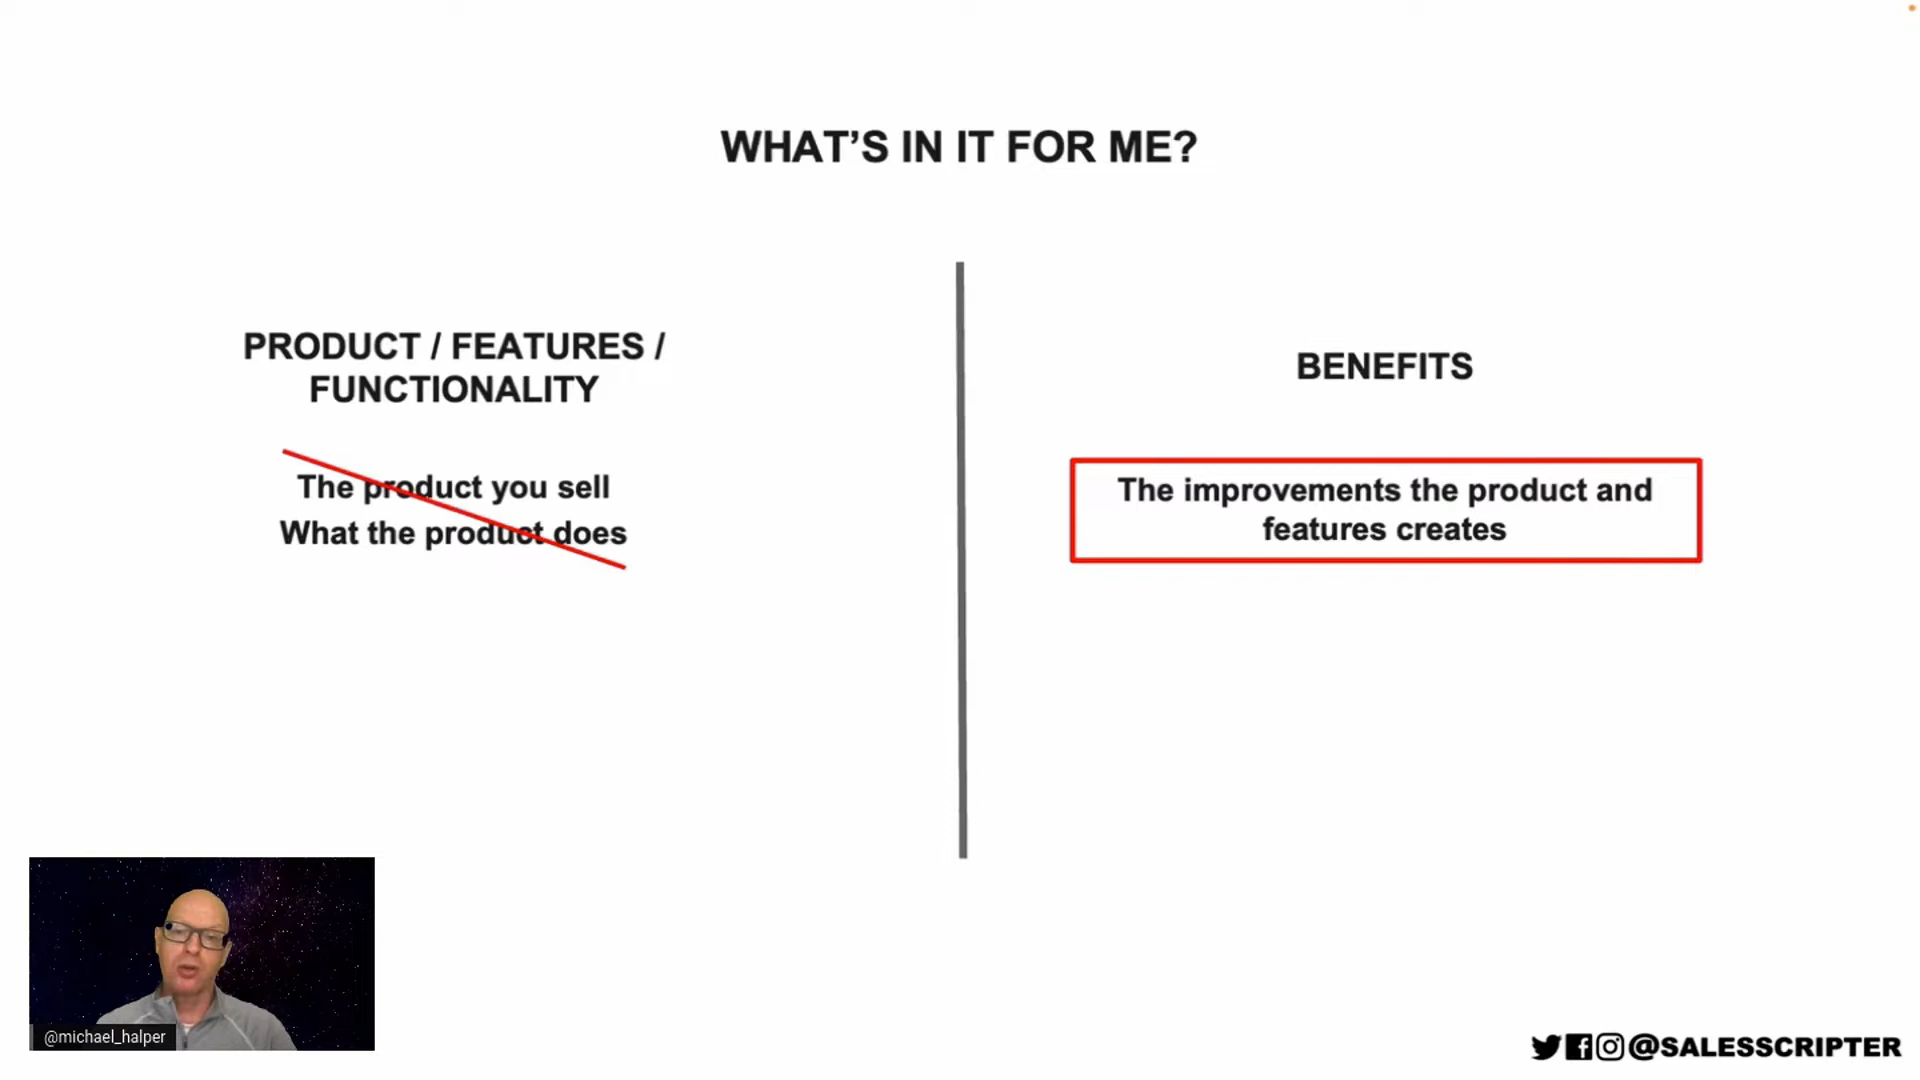 WHAT’S IN IT FOR ME?
PRODUCT / FEATURES /
FUNCTIONALITY
The product you sell
What the product does
BENEFITS
The improvements the product and
features creates
@michael_halper
@SALESSCRIPTER